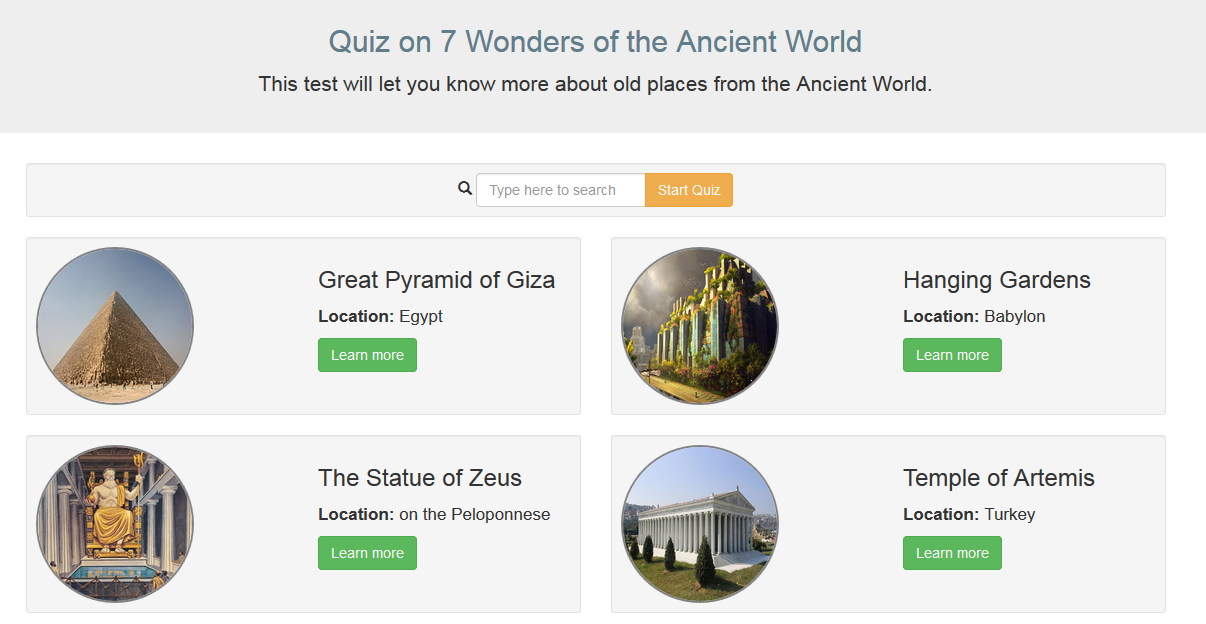 Quiz on 7 Wonders of the Ancient World
This test will let you know more about old places from the Ancient World.
Type here to search
Start Quiz
Great Pyramid of Giza
Location: Egypt
Learn more
Hanging Gardens
Location: Babylon
Learn more
The Statue of Zeus
Location: on the Peloponnese
Learn more
Temple of Artemis
Location: Turkey
Learn more